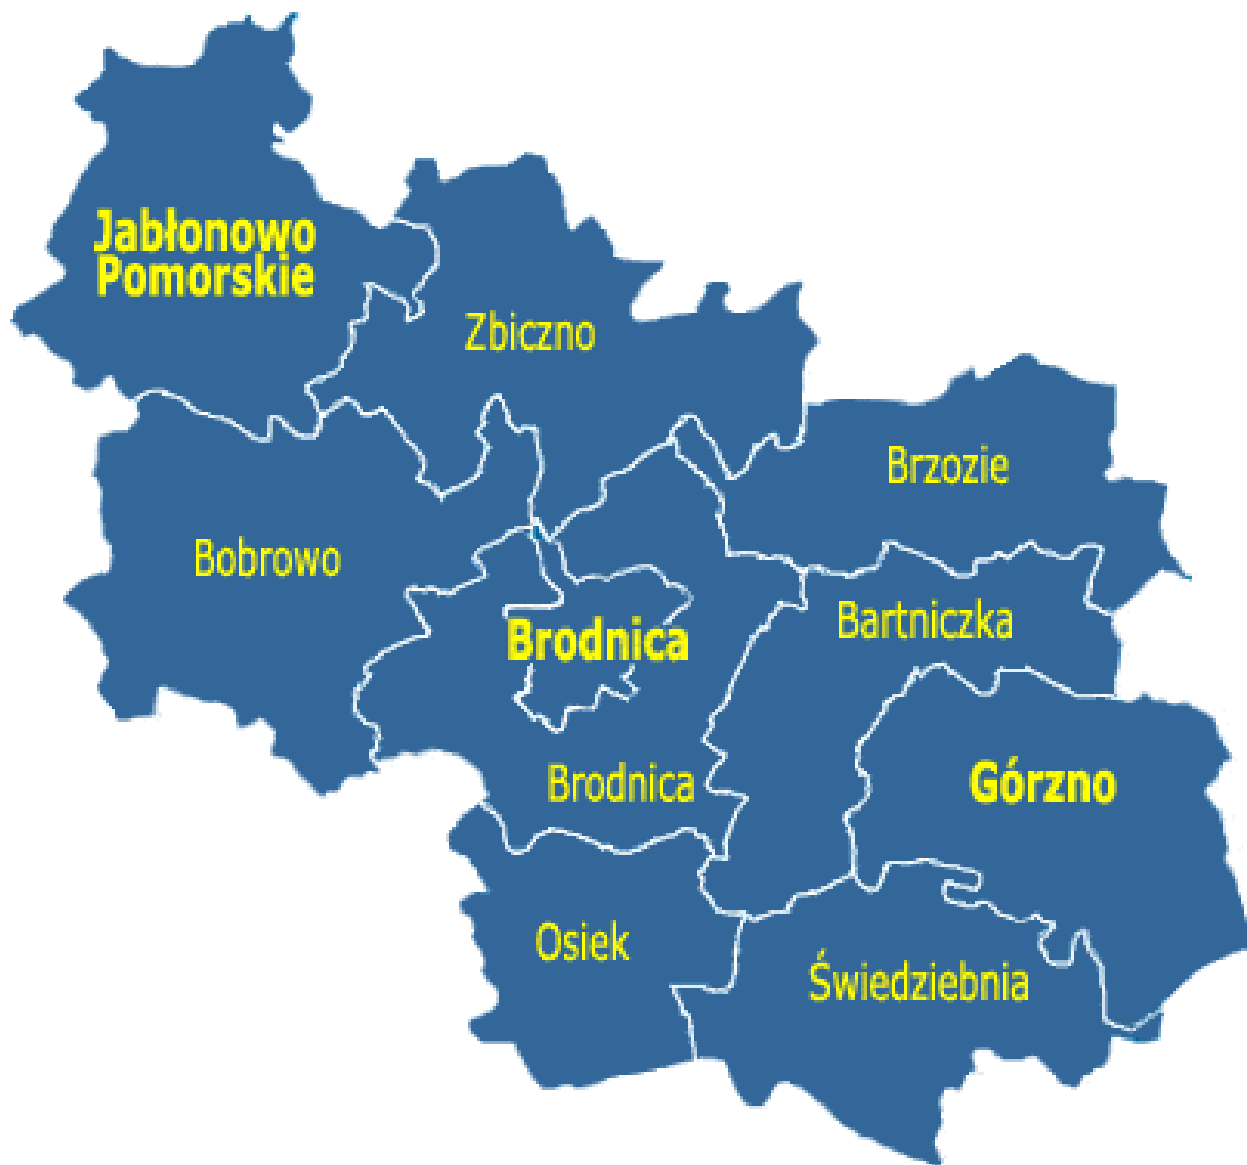 Jabłonowo
Pomorskie
Zbiczno
Brzozie
Bobrowo
Bartniczka
Brodnica
Brodnica
Górzno
Osiek
Świedziebnia